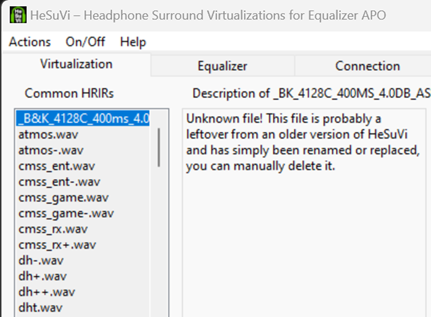 HeSuVi – Headphone Surround Virtualizations for Equalizer APO
Actions On/Off Help
Virtualization Equalizer Connection
Common HRIRs Description of _BK_4128C_400MS_4.0DB_AS
_B&K_4128C_400ms_4.0
atmos.wav
atmos-.wav
cmss_ent.wav
cmss_ent-.wav
cmss_game.wav
cmss_game-.wav
cmss_rx.wav
cmss_rx+.wav
dh-.wav
dh+.wav
dh++.wav
dht.wav
Unknown file! This file is probably a
leftover from an older version of HeSuVi
and has simply been renamed or replaced,
you can manually delete it.